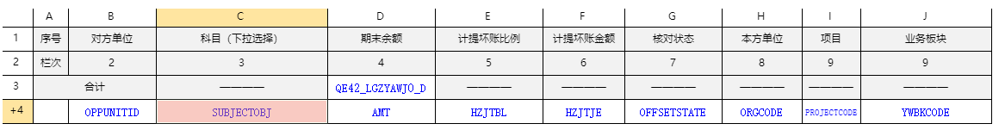 A B C D E F G H I J
1 序号 对方单位 科目（下拉选择） 期末余额 计提坏账比例 计提坏账金额 核对状态 本方单位 项目 业务板块
2 栏次 2 3 4 5 6 7 8 9 9
3 合计 ———— QE42_LGZYAWJO_D ———— ———— ———— ———— ———— ————
+4 OPPUNITID SUBJECTOBJ AMT HZJTBL HZJTJE OFFSETSTATE ORGCODE PROJECTCODE YWBKCODE